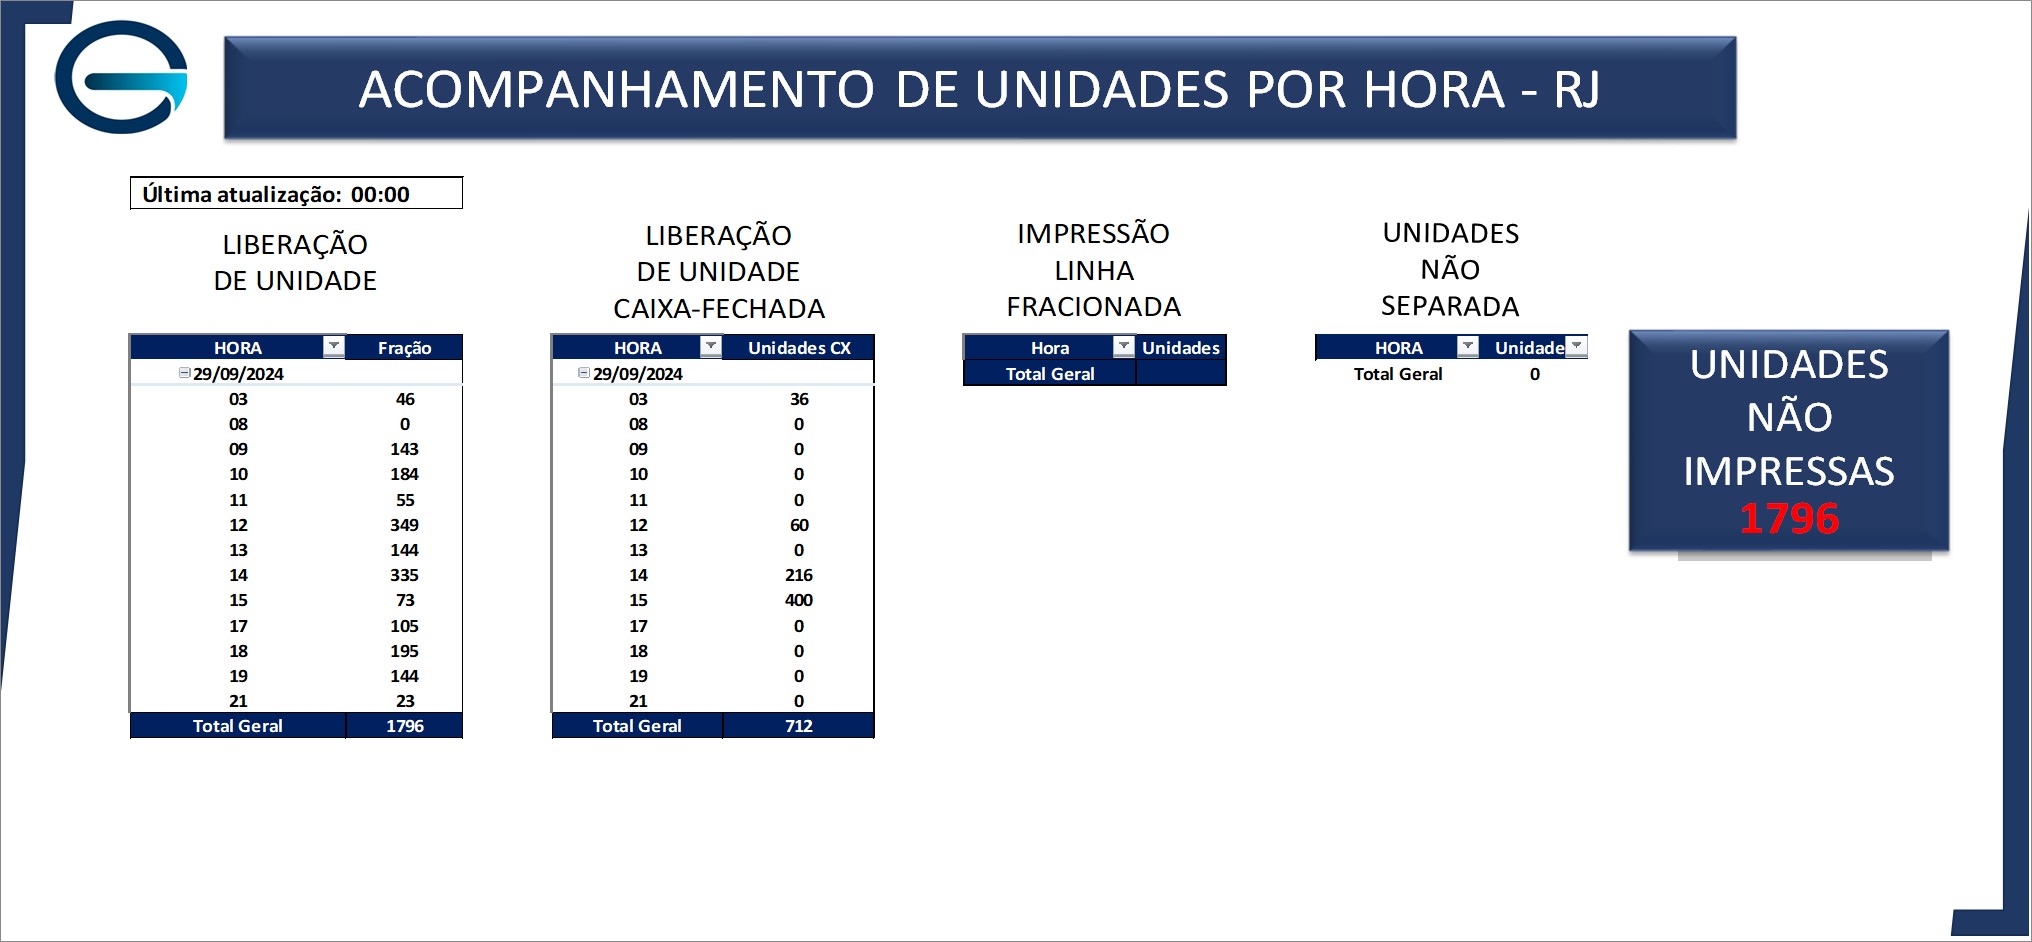 ACOMPANHAMENTO DE UNIDADES POR HORA - RJ
Última atualização: 00:00
LIBERAÇÃO
DE UNIDADE
HORA Fração
29/09/2024
03 46
08 0
09 143
10 184
11 55
12 349
13 144
14 335
15 73
17 105
18 195
19 144
21 23
Total Geral 1796
LIBERAÇÃO
DE UNIDADE
CAIXA-FECHADA
HORA Unidades CX
29/09/2024
03 36
08 0
09 0
10 0
11 0
12 60
13 0
14 216
15 400
17 0
18 0
19 0
21 0
Total Geral 712
IMPRESSÃO
LINHA
FRACIONADA
Hora Unidades
Total Geral
UNIDADES
NÃO
SEPARADA
HORA Unidade
Total Geral 0
UNIDADES
NÃO
IMPRESSAS
1796